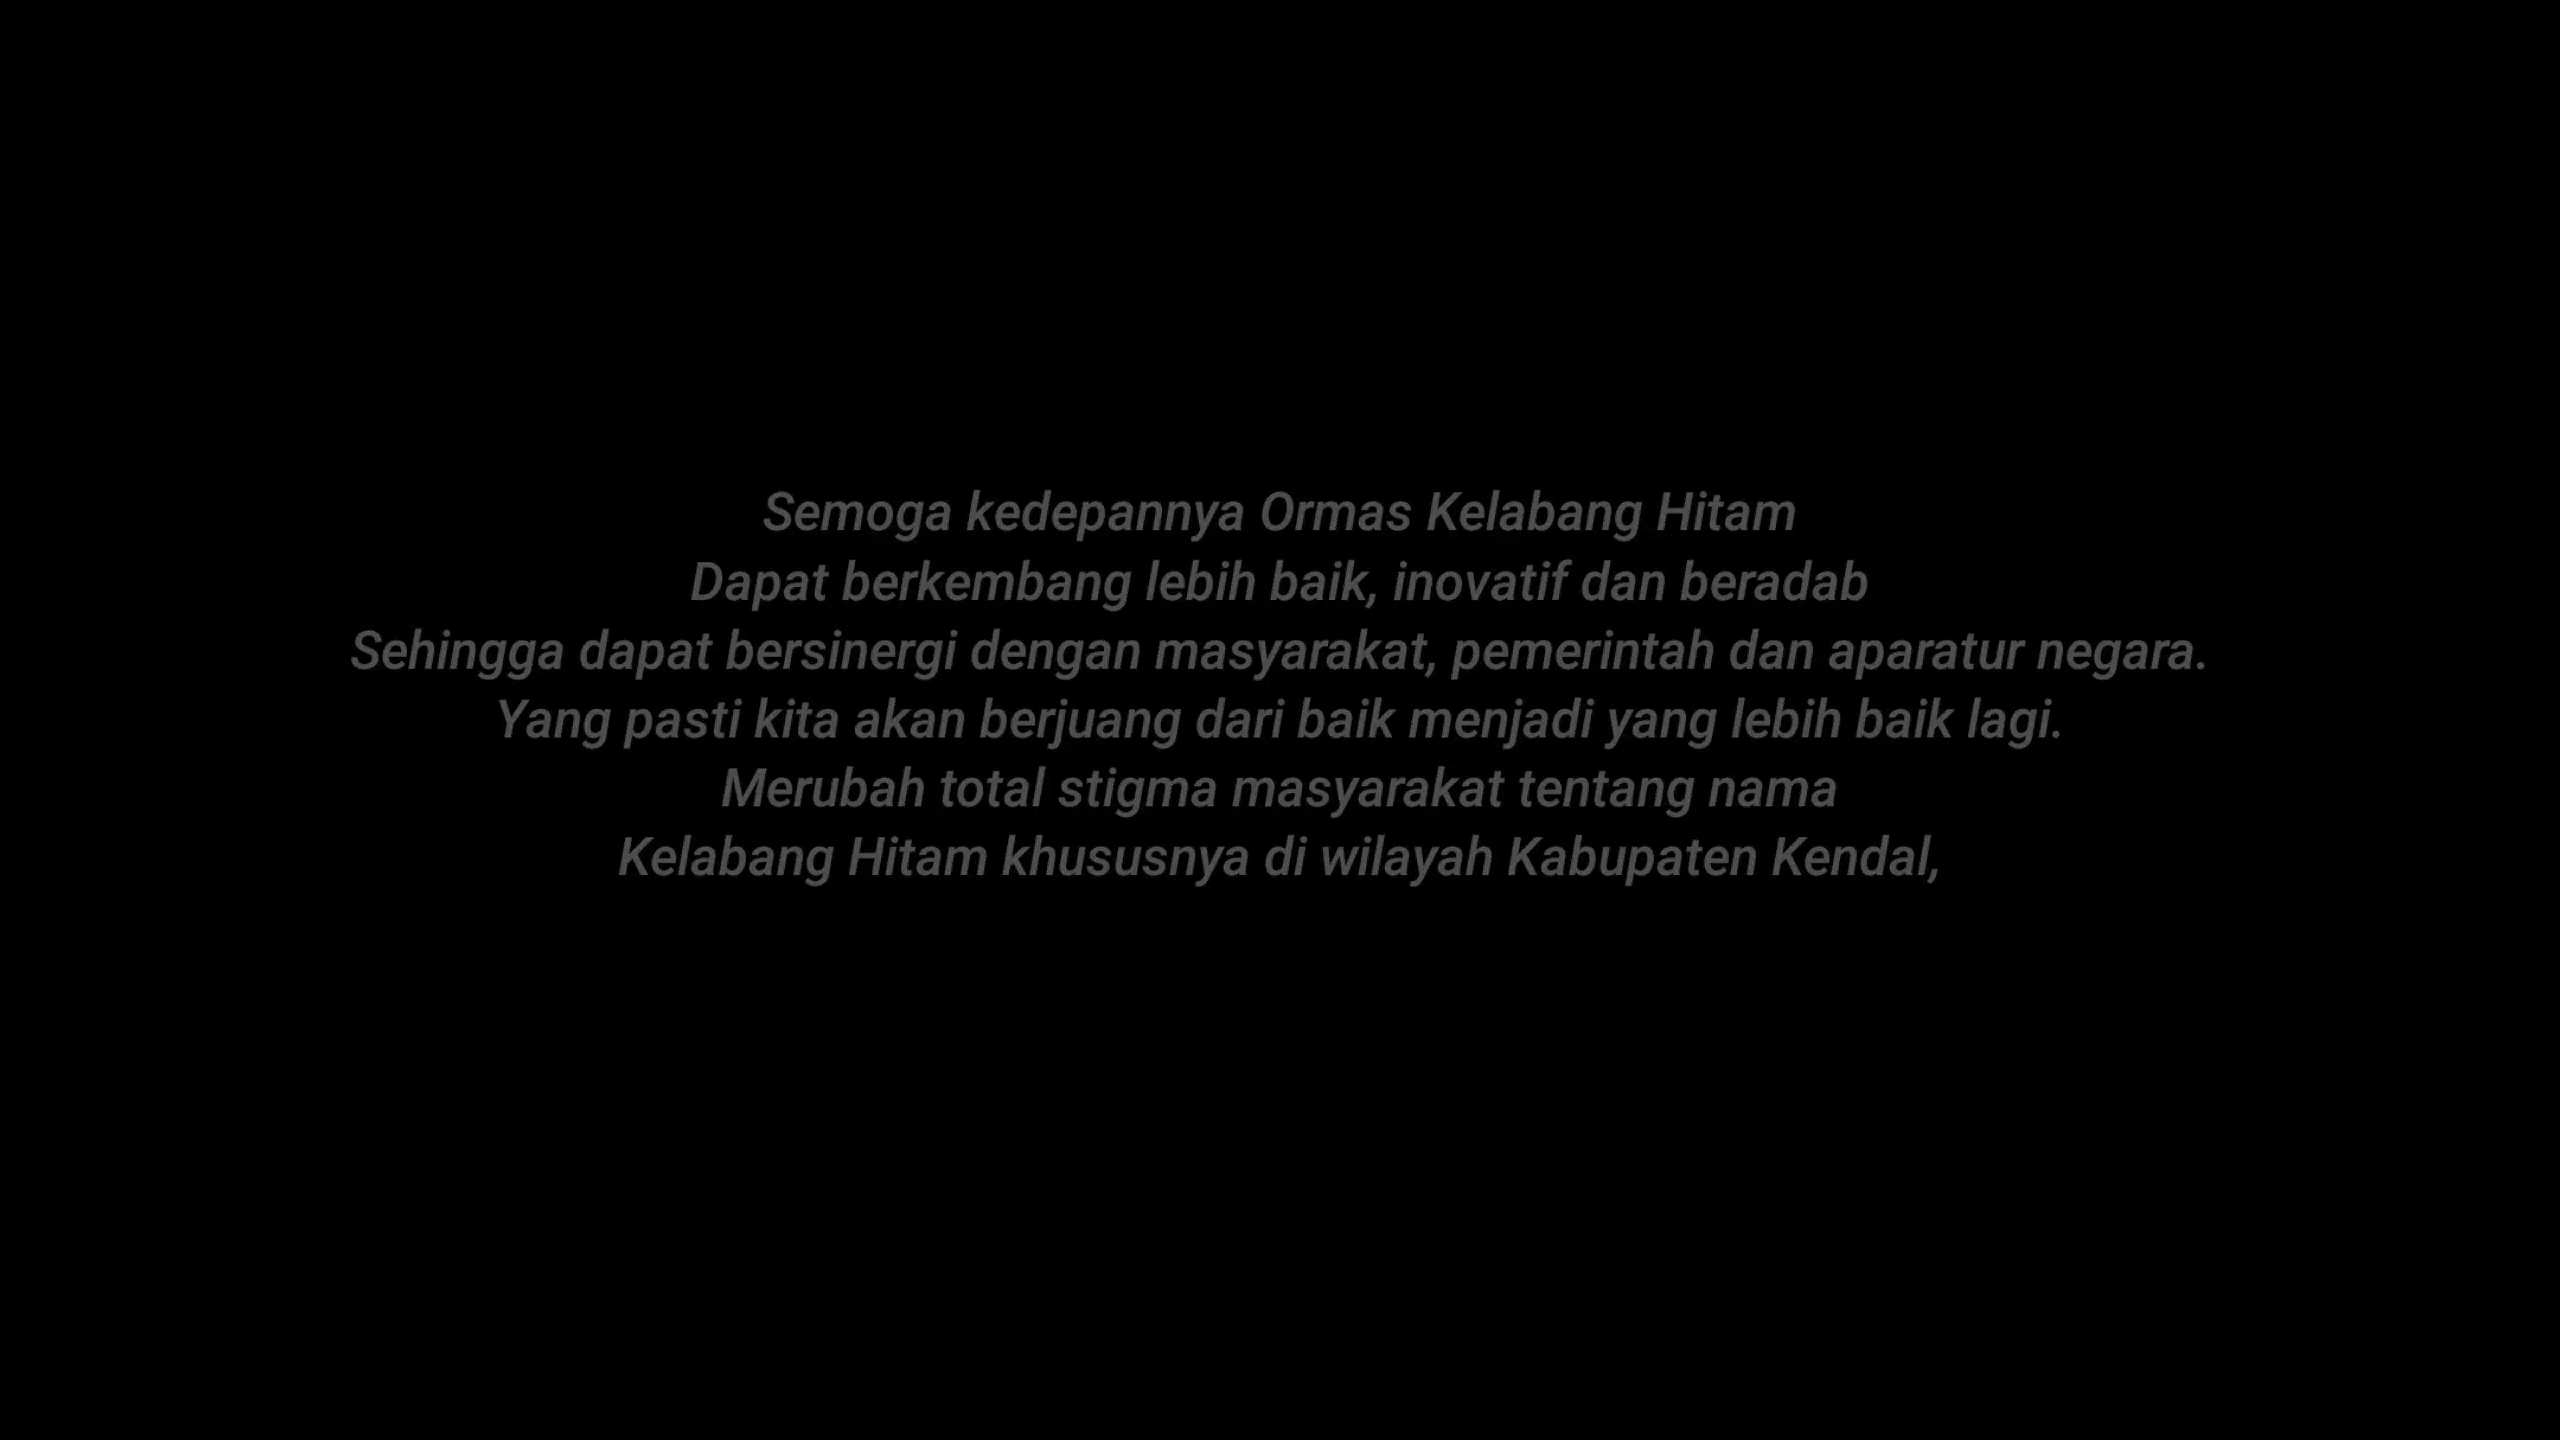 Semoga kedepannya Ormas Kelabang Hitam
Dapat berkembang lebih baik, inovatif dan beradab
Sehingga dapat bersinergi dengan masyarakat, pemerintah dan aparatur negara.
Yang pasti kita akan berjuang dari baik menjadi yang lebih baik lagi.
Merubah total stigma masyarakat tentang nama
Kelabang Hitam khususnya di wilayah Kabupaten Kendal,